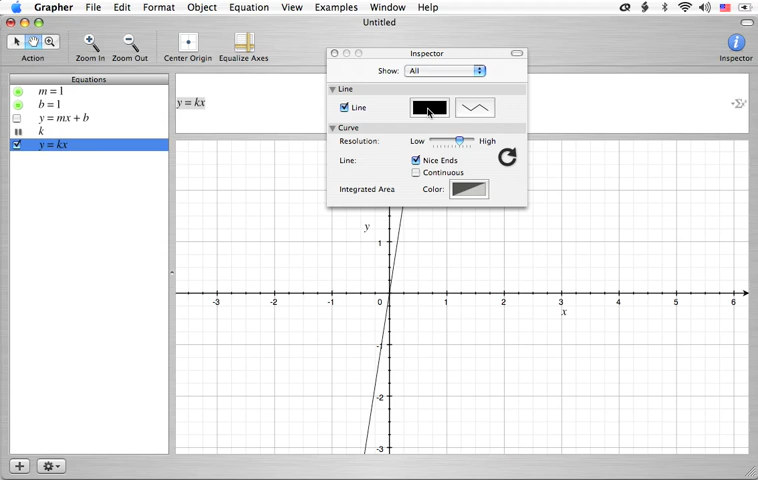 Grapher File Edit Format Object Equation View Examples Window Help
Untitled
Action Zoom In Zoom Out Center Origin Equalize Axes Inspector
Equations
m = 1
b = 1
y = mx + b
k
y = kx
y = kx
Inspector
Show: All
Line
Line
Curve
Resolution: Low High
Line: Nice Ends
Continuous
Integrated Area Color:
y
1
-3 -2 -1 0 1 2 3 4 5 6
x
-1
-2
-3